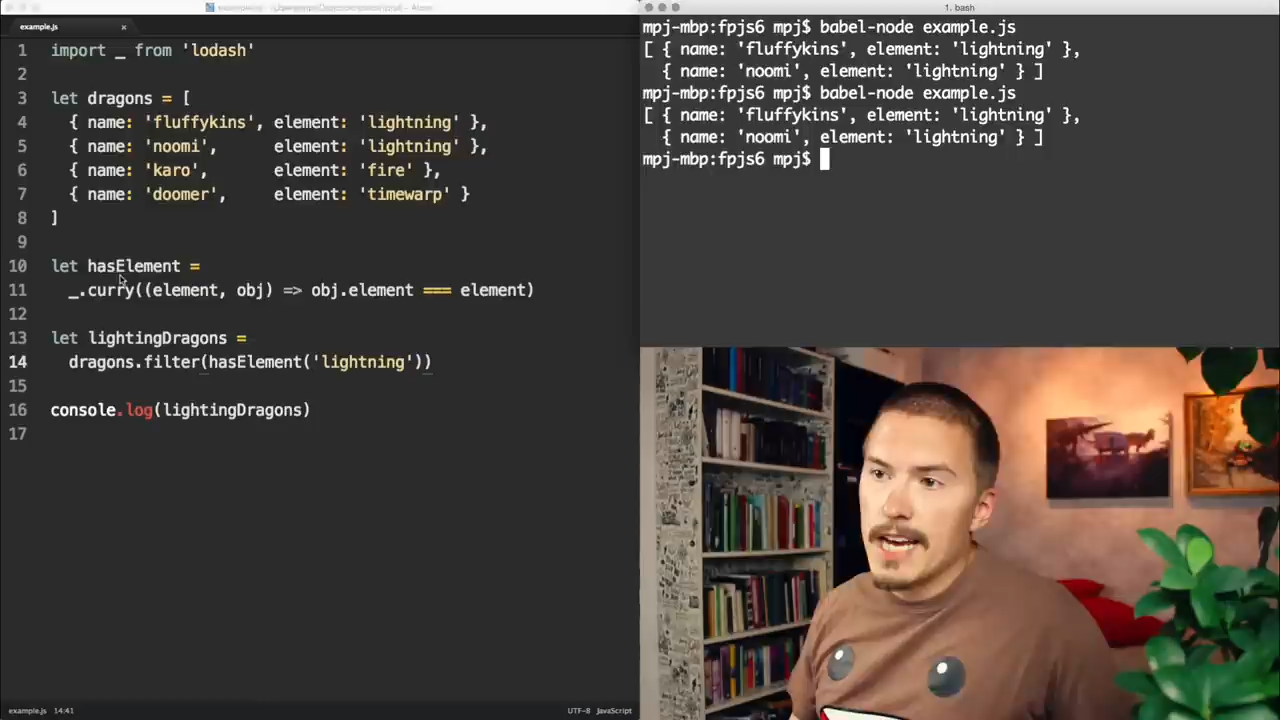 example.js
1 import _ from 'lodash'
2
3 let dragons = [
4 { name: 'fluffykins', element: 'lightning' },
5 { name: 'noomi', element: 'lightning' },
6 { name: 'karo', element: 'fire' },
7 { name: 'doomer', element: 'timewarp' }
8 ]
9
10 let hasElement =
11 _.curry((element, obj) => obj.element === element)
12
13 let lightingDragons =
14 dragons.filter(hasElement('lightning'))
15
16 console.log(lightingDragons)
17
example.js 14:41 UTF-8 JavaScript
1. bash
mpj-mbp:fpjs6 mpj$ babel-node example.js
[ { name: 'fluffykins', element: 'lightning' },
{ name: 'noomi', element: 'lightning' } ]
mpj-mbp:fpjs6 mpj$ babel-node example.js
[ { name: 'fluffykins', element: 'lightning' },
{ name: 'noomi', element: 'lightning' } ]
mpj-mbp:fpjs6 mpj$